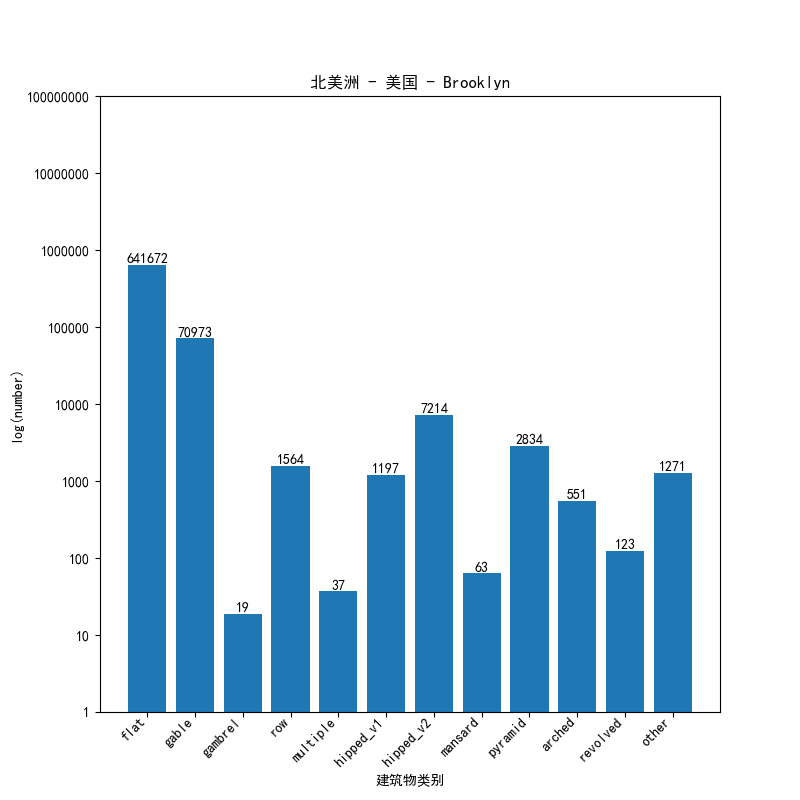 北美洲 - 美国 - Brooklyn
100000000
10000000
1000000
100000
10000
1000
100
10
1
log(number)
641672
70973
19
1564
37
1197
7214
63
2834
551
123
1271
flat
gable
gambrel
row
multiple
hipped_v1
hipped_v2
mansard
pyramid
arched
revolved
other
建筑物类别